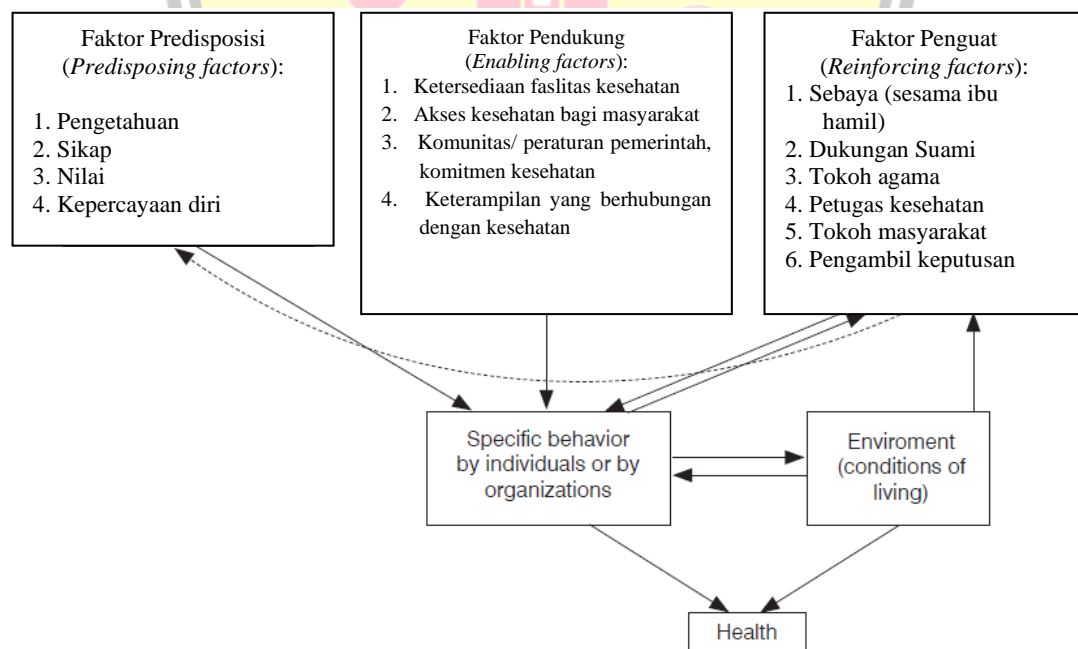 Faktor Predisposisi
(Predisposing factors):
1. Pengetahuan
2. Sikap
3. Nilai
4. Kepercayaan diri
Faktor Pendukung
(Enabling factors):
1. Ketersediaan faslitas kesehatan
2. Akses kesehatan bagi masyarakat
3. Komunitas/ peraturan pemerintah,
komitmen kesehatan
4. Keterampilan yang berhubungan
dengan kesehatan
Faktor Penguat
(Reinforcing factors):
1. Sebaya (sesama ibu
hamil)
2. Dukungan Suami
3. Tokoh agama
4. Petugas kesehatan
5. Tokoh masyarakat
6. Pengambil keputusan
Specific behavior
by individuals or by
organizations
Enviroment
(conditions of
living)
Health